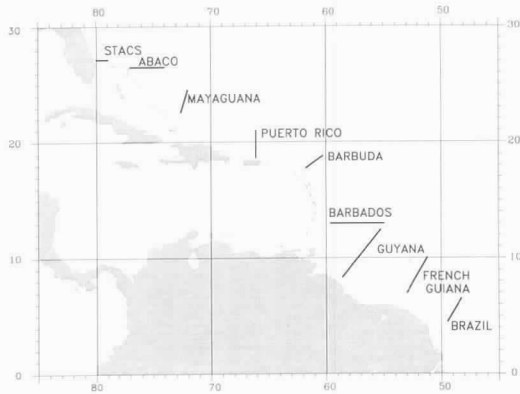 80 70 60 50
30 30
STACS
ABACO
MAYAGUANA
PUERTO RICO
20 20
BARBUDA
BARBADOS
GUYANA
10 10
FRENCH
GUIANA
BRAZIL
0 0
80 70 60 50